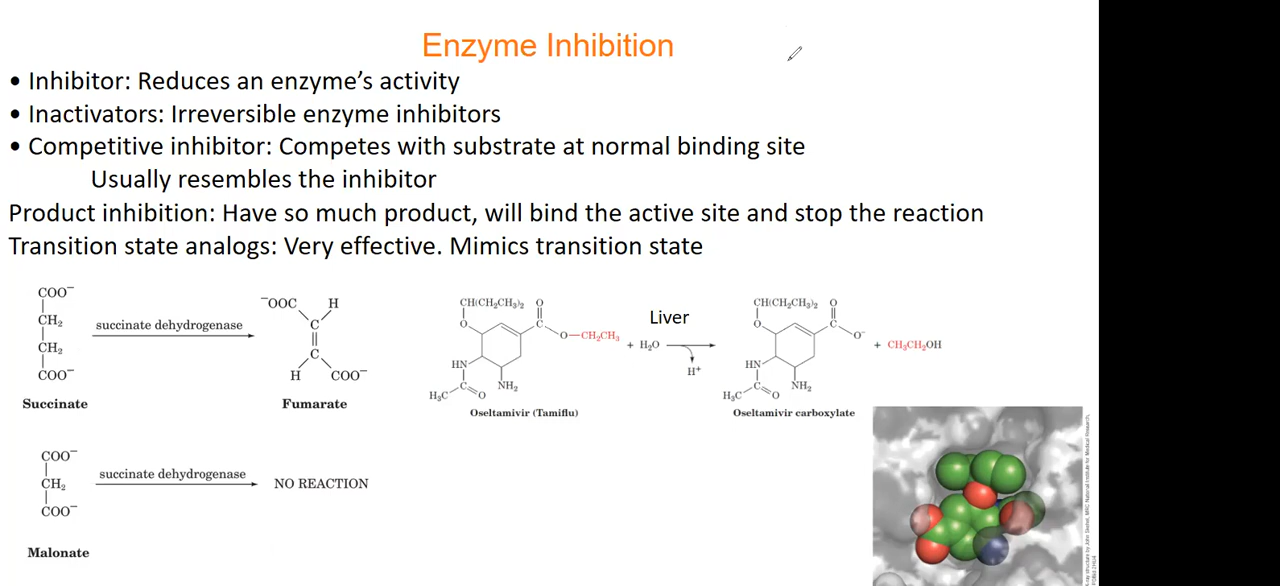 Enzyme Inhibition
• Inhibitor: Reduces an enzyme's activity
• Inactivators: Irreversible enzyme inhibitors
• Competitive inhibitor: Competes with substrate at normal binding site
Usually resembles the inhibitor
Product inhibition: Have so much product, will bind the active site and stop the reaction
Transition state analogs: Very effective. Mimics transition state
COO⁻
CH₂
CH₂
COO⁻
Succinate
succinate dehydrogenase
⁻OOC H
C
C
H COO⁻
Fumarate
CH(CH₂CH₃)₂ O
O C
O—CH₂CH₃
HN
NH₂
C
H₃C O
Oseltamivir (Tamiflu)
Liver
+ H₂O
H⁺
CH(CH₂CH₃)₂ O
O C
O⁻
HN
NH₂
C
H₃C O
Oseltamivir carboxylate
+ CH₃CH₂OH
COO⁻
CH₂
COO⁻
Malonate
succinate dehydrogenase
NO REACTION